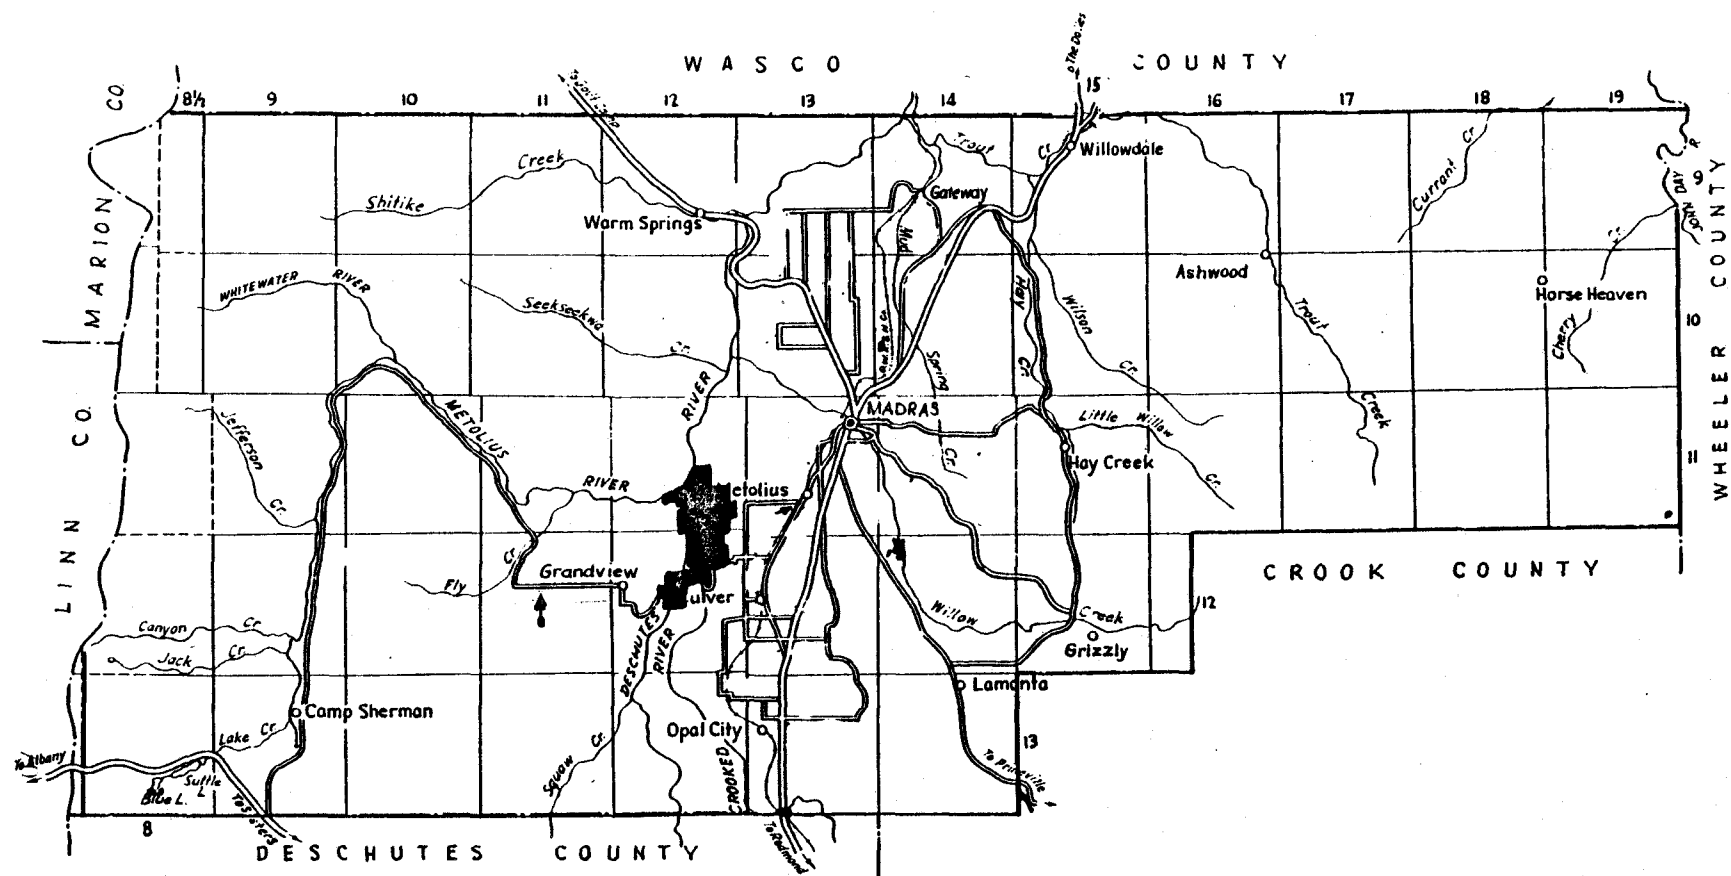 WASCO COUNTY
To The Dalles
CO.
8½ 9 10 11 12 13 14 15 16 17 18 19
MARION
Shitike Creek
Warm Springs
Trout
Cr.
Willowdale
Gateway
Mud
Currant Cr.
JOHN DAY R.
9
WHEELER COUNTY
WHITEWATER RIVER
Seekseekwa Cr.
Hay Cr.
Wilson Cr.
Ashwood
Trout Creek
Horse Heaven
Cherry Cr.
10
RIVER
Spring Cr.
MADRAS
LINN CO.
Jefferson Cr.
METOLIUS
RIVER
etolius
Little Willow Cr.
Hay Creek
11
Fly Cr.
Grandview
ulver
CROOK COUNTY
Willow Creek
12
Grizzly
Canyon Cr.
Jack Cr.
DESCHUTES RIVER
Lamonta
Camp Sherman
Lake Cr.
Opal City
13
To Albany
Suttle L.
Blue L.
To Sisters
Squaw Cr.
CROOKED
To Prineville
8
To Redmond
DESCHUTES COUNTY